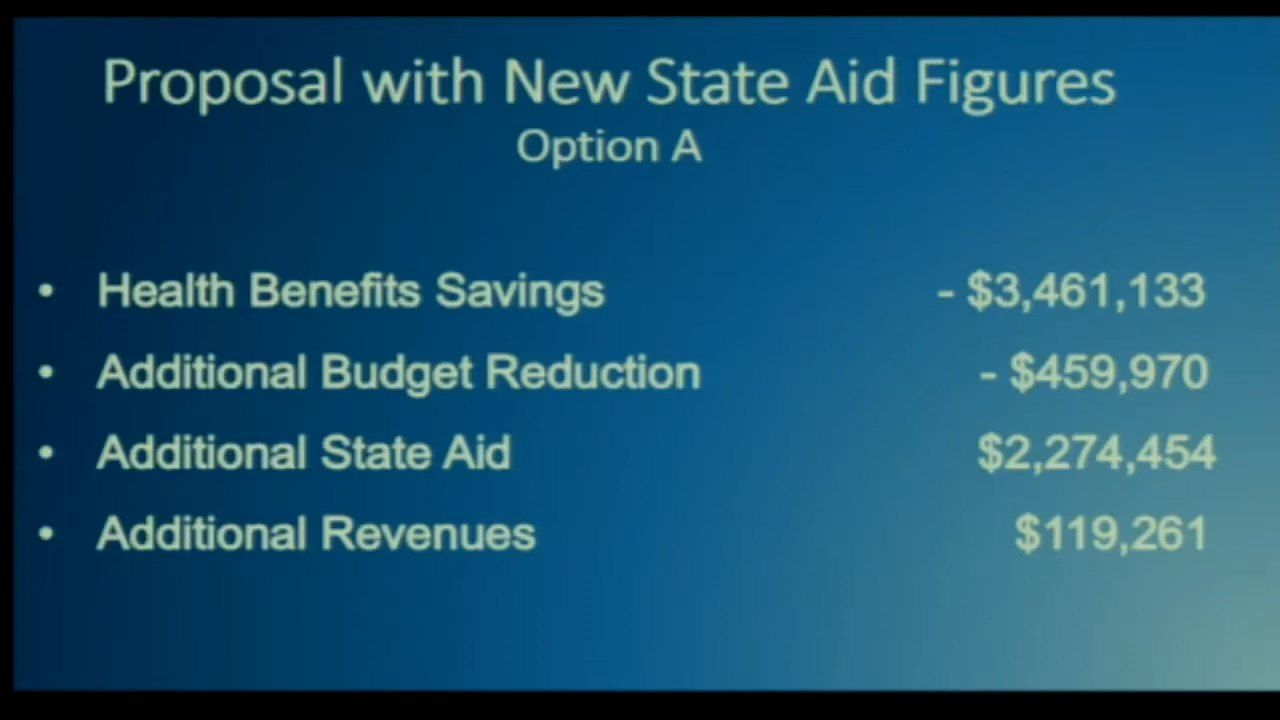 Proposal with New State Aid Figures
Option A
• Health Benefits Savings - $3,461,133
• Additional Budget Reduction - $459,970
• Additional State Aid $2,274,454
• Additional Revenues $119,261